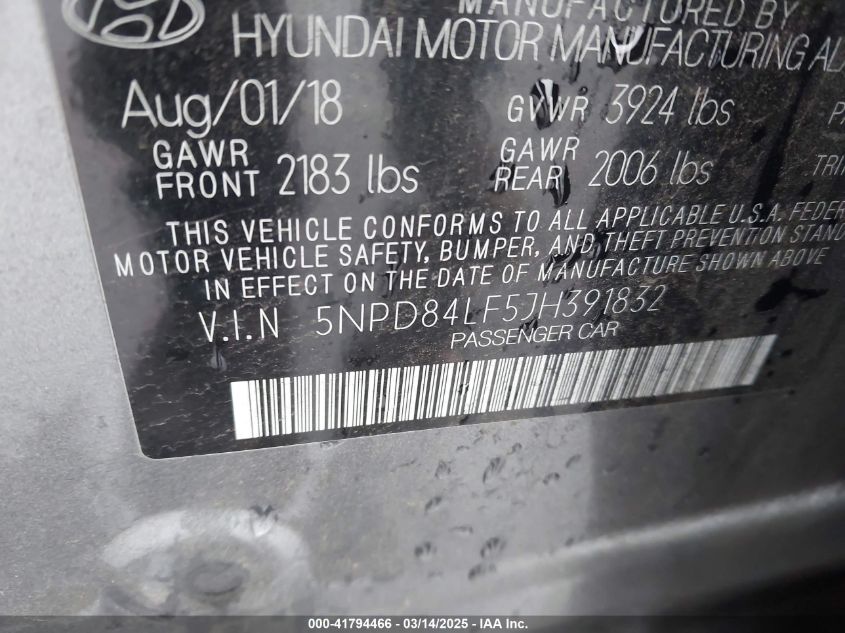 MANUFACTURED BY
HYUNDAI MOTOR MANUFACTURING
Aug/01/18 GVWR 3924 lbs
GAWR FRONT 2183 lbs GAWR REAR 2006 lbs
THIS VEHICLE CONFORMS TO ALL APPLICABLE U.S.A.
MOTOR VEHICLE SAFETY, BUMPER, AND THEFT PREVENTION
IN EFFECT ON THE DATE OF MANUFACTURE SHOWN ABOVE
V.I.N 5NPD84LF5JH391832
PASSENGER CAR
000-41794466 - 03/14/2025 - IAA Inc.